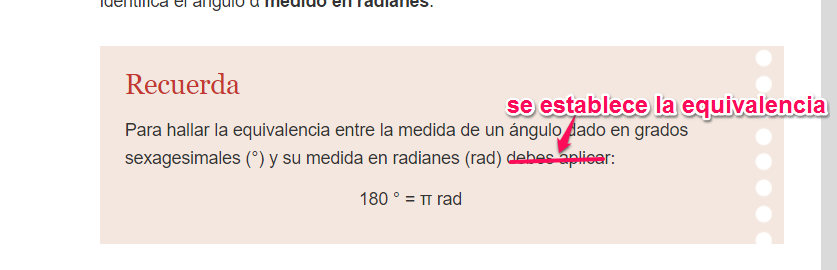 identifica el ángulo α medido en radianes.
Recuerda
se establece la equivalencia
Para hallar la equivalencia entre la medida de un ángulo dado en grados
sexagesimales (°) y su medida en radianes (rad) debes aplicar:
180 ° = π rad